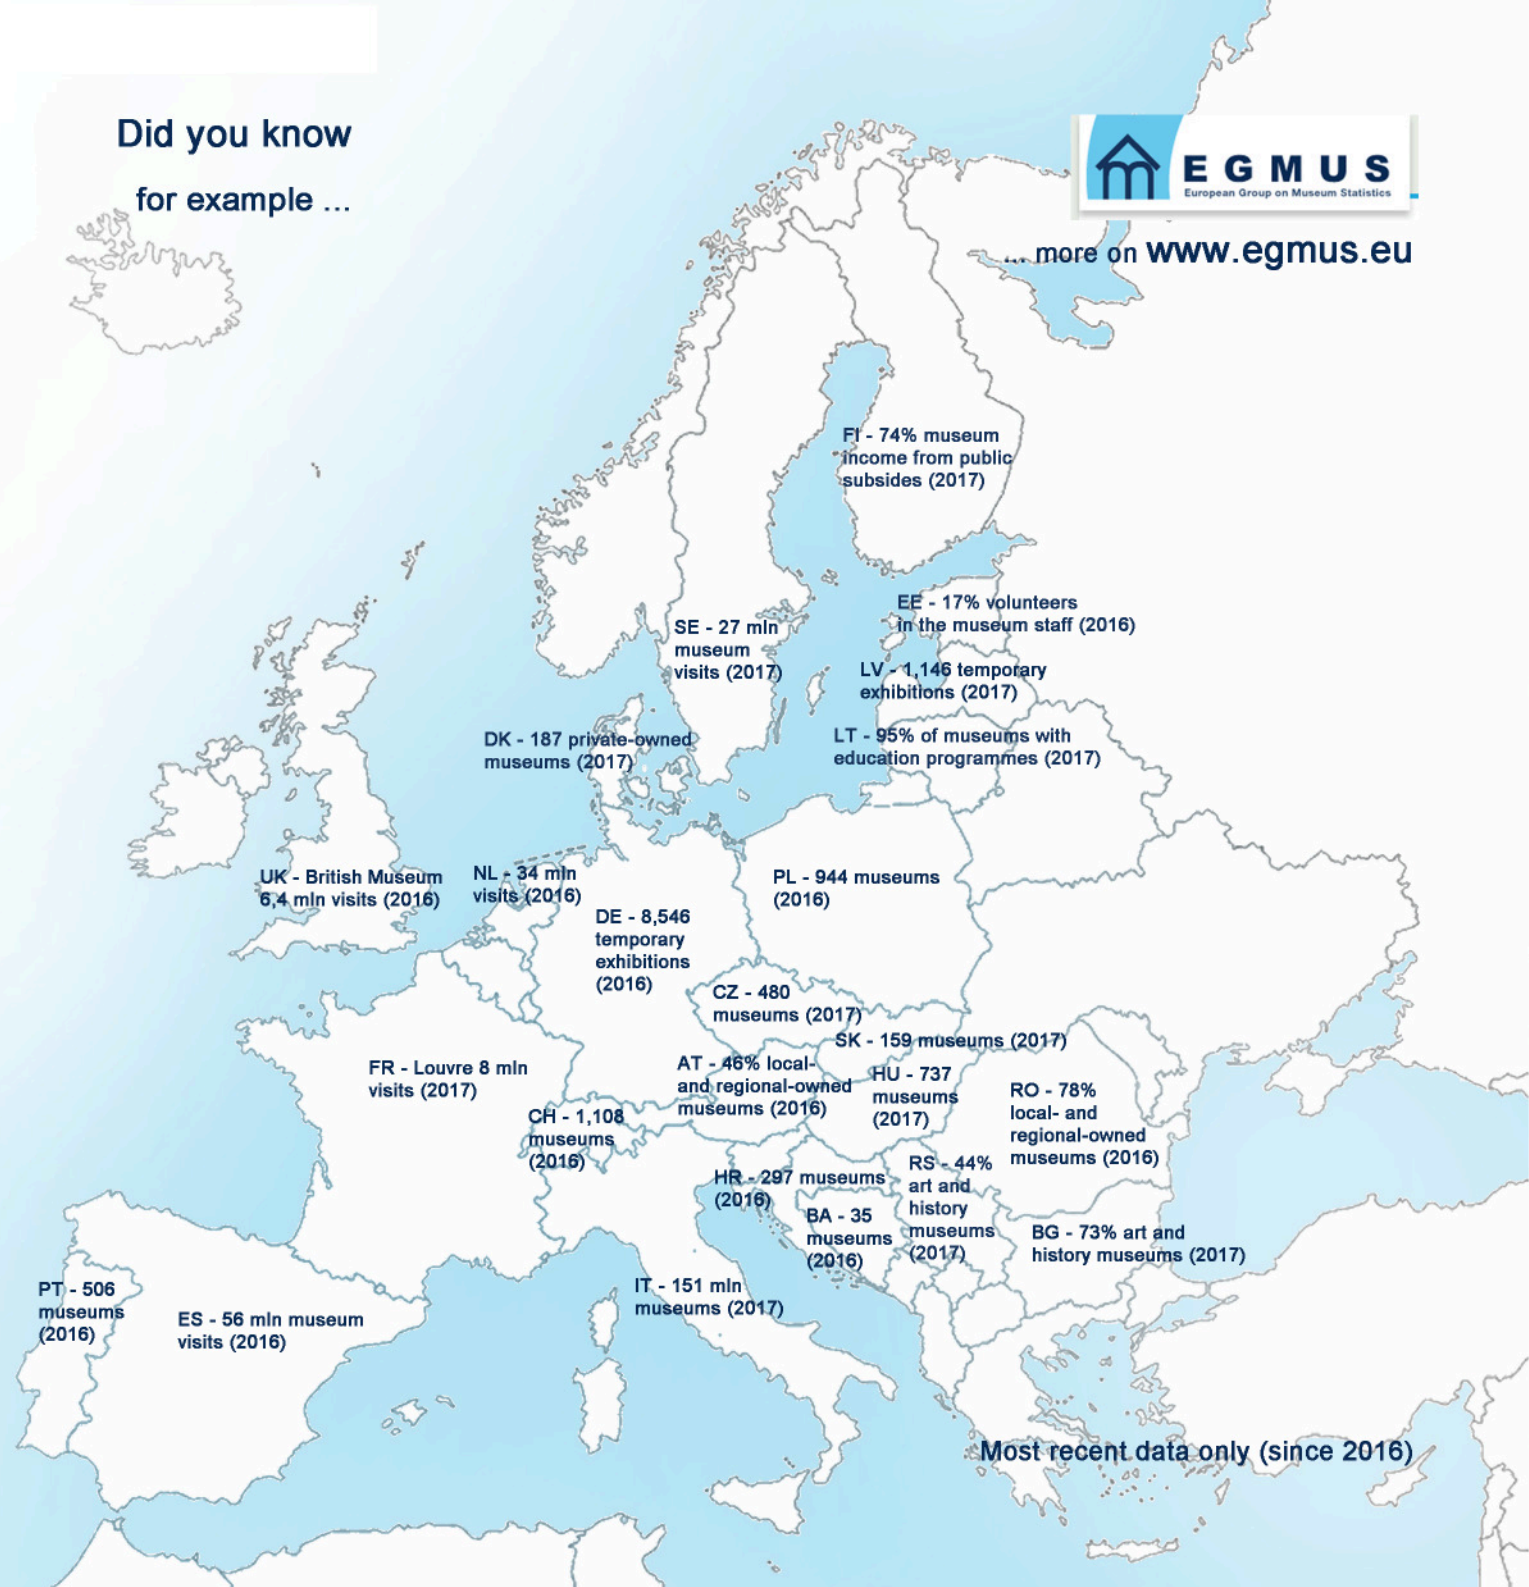 Did you know
for example ...
EGMUS
European Group on Museum Statistics
... more on www.egmus.eu
FI - 74% museum
income from public
subsides (2017)
EE - 17% volunteers
in the museum staff (2016)
SE - 27 mln
museum
visits (2017)
LV - 1,146 temporary
exhibitions (2017)
DK - 187 private-owned
museums (2017)
LT - 95% of museums with
education programmes (2017)
UK - British Museum
6,4 mln visits (2016)
NL - 34 mln
visits (2016)
PL - 944 museums
(2016)
DE - 8,546
temporary
exhibitions
(2016)
CZ - 480
museums (2017)
SK - 159 museums (2017)
FR - Louvre 8 mln
visits (2017)
AT - 46% local-
and regional-owned
museums (2016)
HU - 737
museums
(2017)
RO - 78%
local- and
regional-owned
museums (2016)
CH - 1,108
museums
(2016)
HR - 297 museums
(2016)
RS - 44%
art and
history
museums
(2017)
BA - 35
museums
(2016)
BG - 73% art and
history museums (2017)
IT - 151 mln
museums (2017)
PT - 506
museums
(2016)
ES - 56 mln museum
visits (2016)
Most recent data only (since 2016)